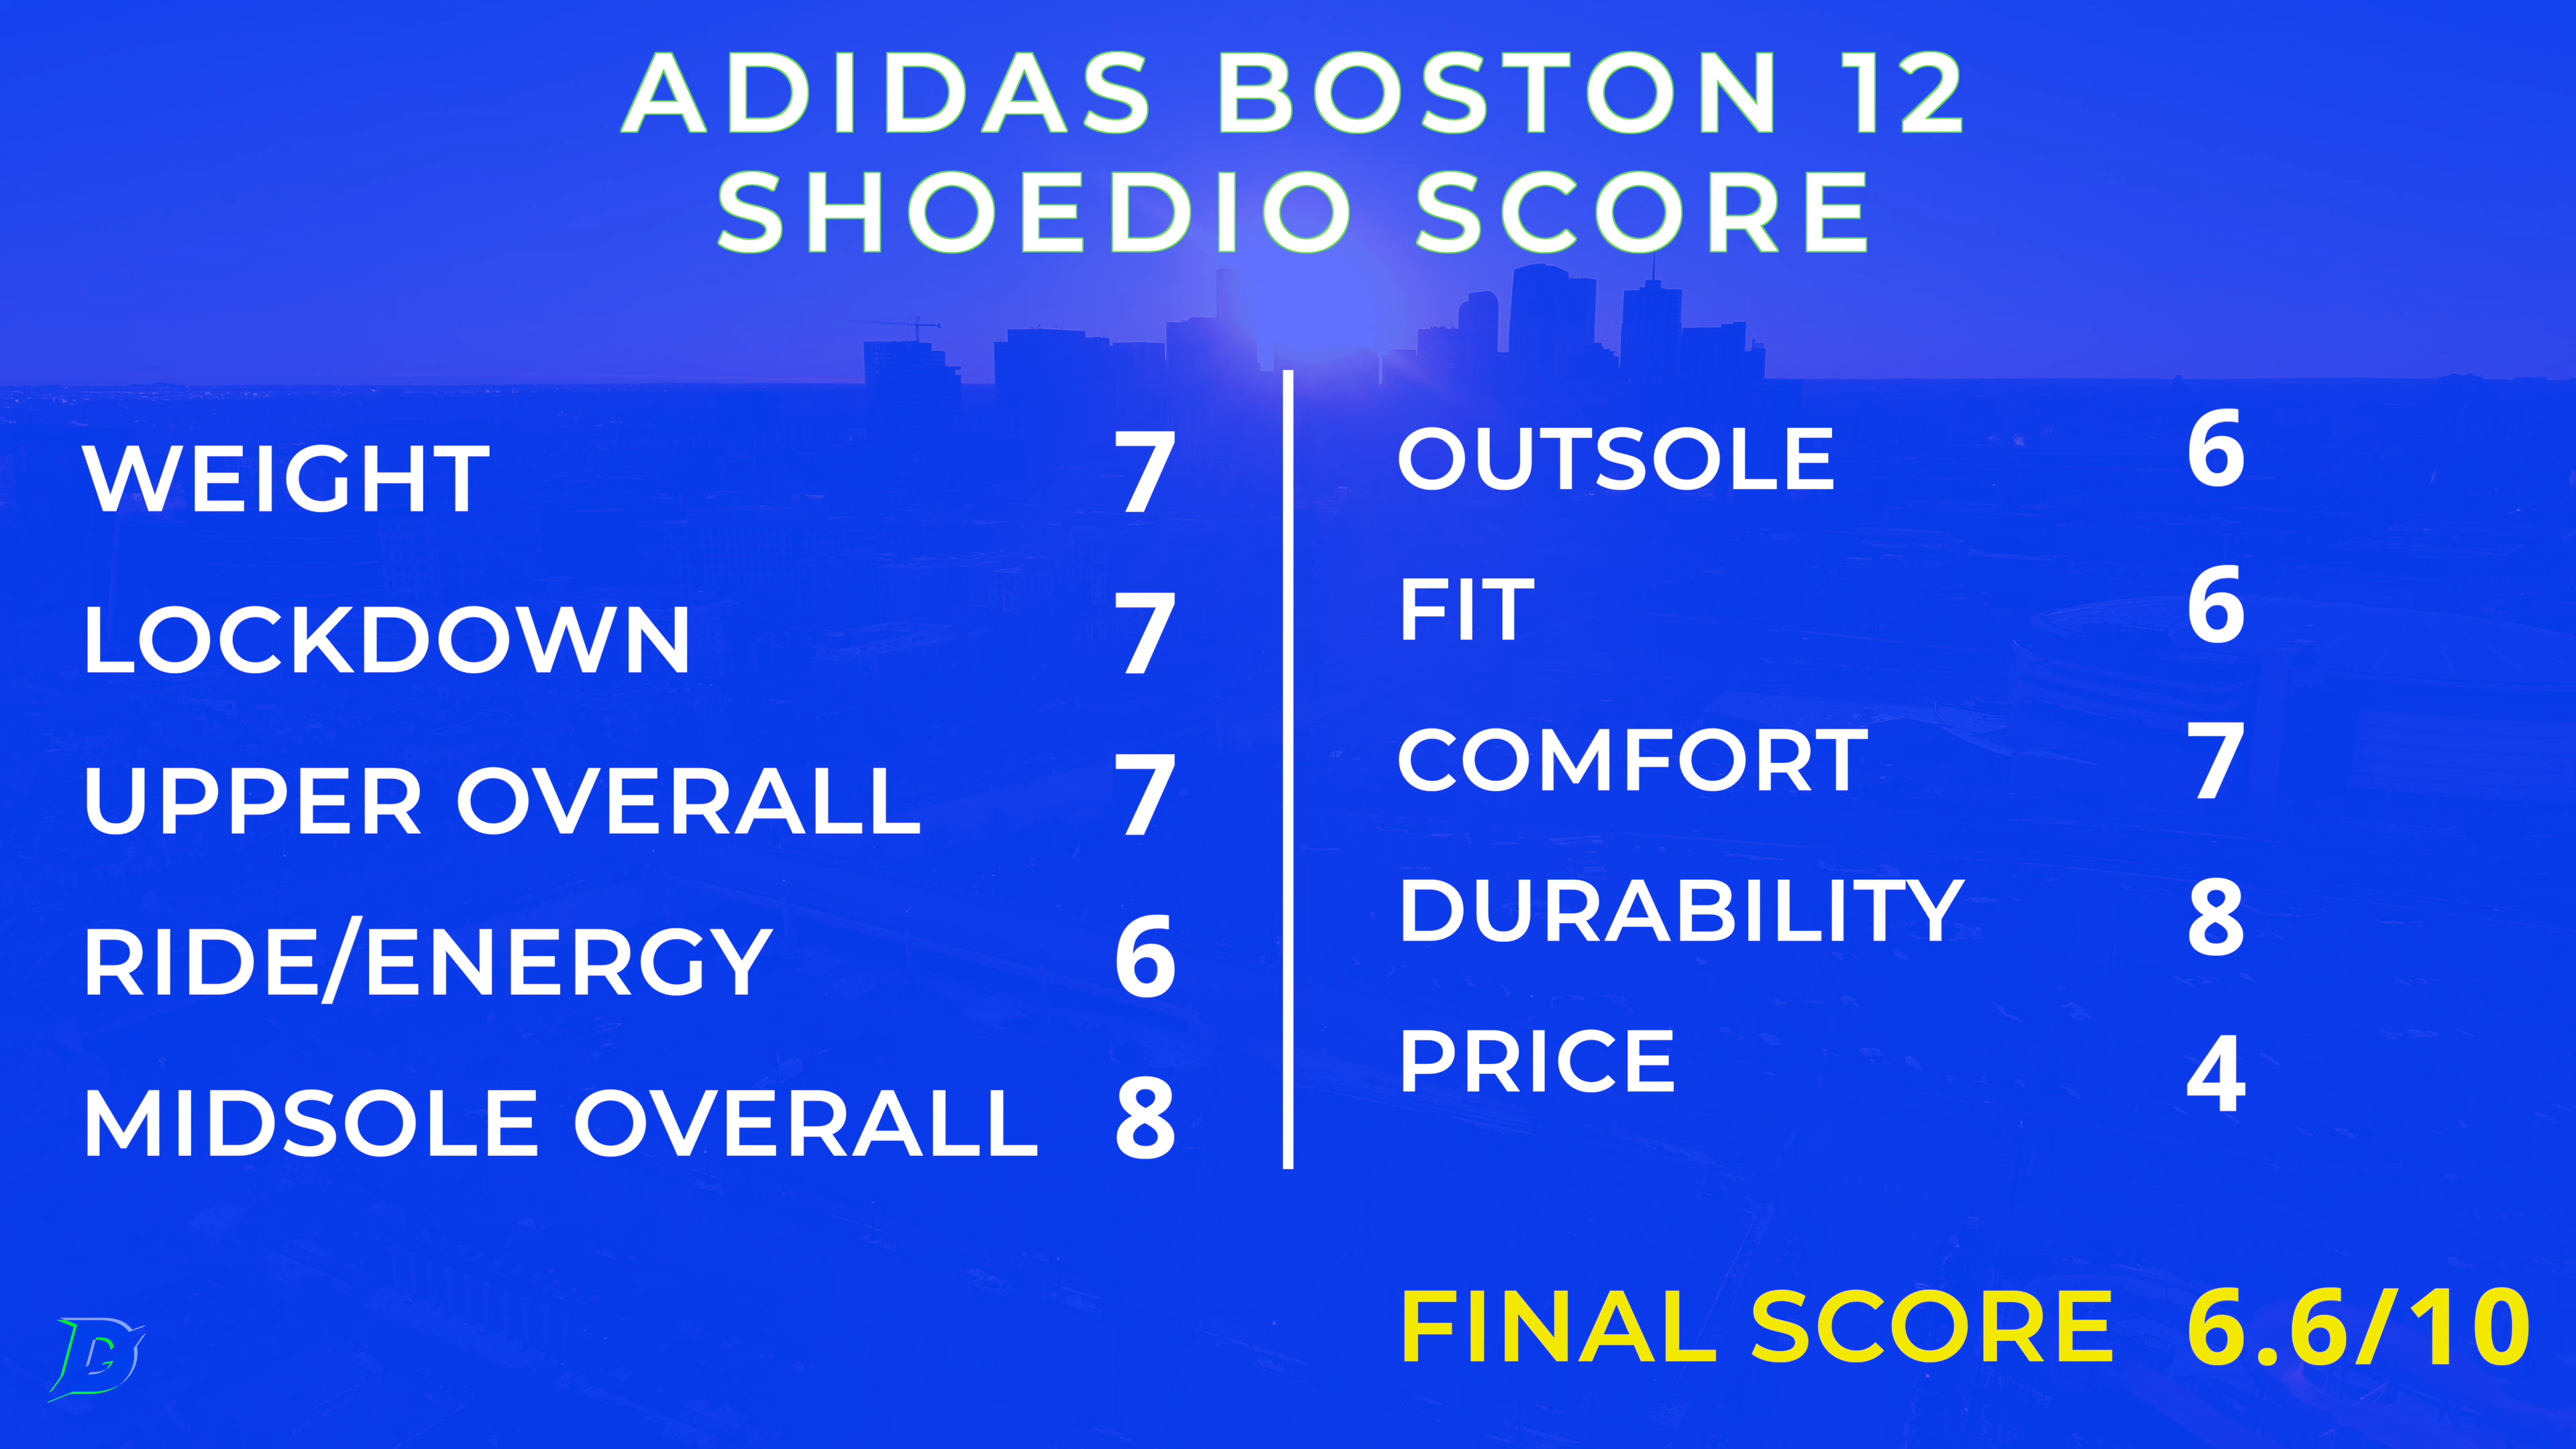 ADIDAS BOSTON 12
SHOEDIO SCORE
WEIGHT 7
LOCKDOWN 7
UPPER OVERALL 7
RIDE/ENERGY 6
MIDSOLE OVERALL 8
OUTSOLE 6
FIT 6
COMFORT 7
DURABILITY 8
PRICE 4
FINAL SCORE 6.6/10